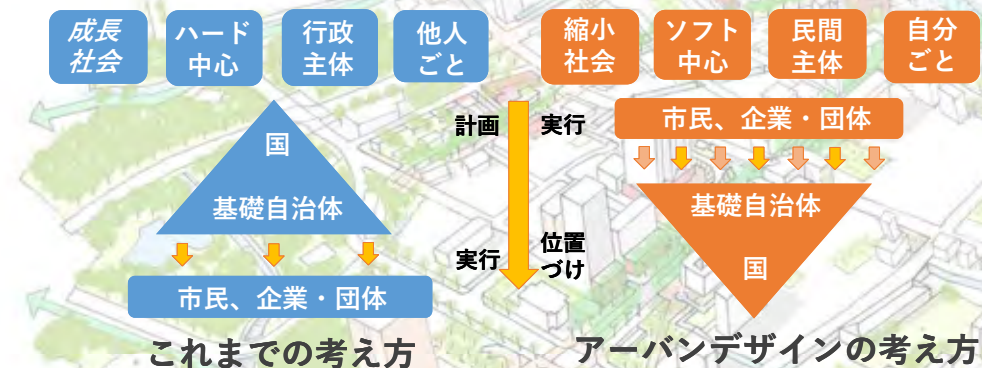 成長
社会
ハード
中心
行政
主体
他人
ごと
縮小
社会
ソフト
中心
民間
主体
自分
ごと
国
基礎自治体
市民、企業・団体
これまでの考え方
計画
実行
実行
位置
づけ
市民、企業・団体
基礎自治体
国
アーバンデザインの考え方